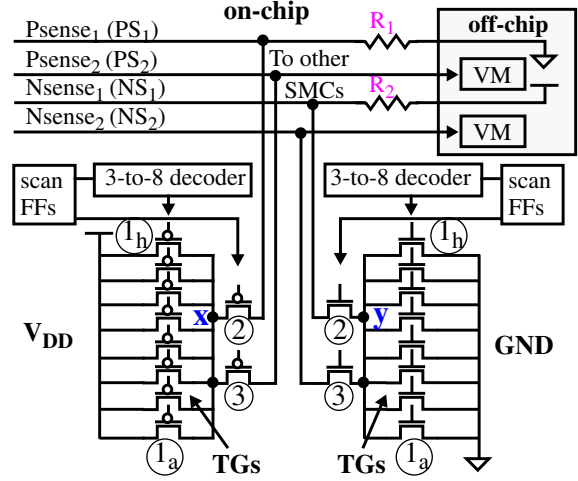 on-chip
off-chip
Psense1 (PS1)
R1
Psense2 (PS2)
To other
VM
Nsense1 (NS1)
SMCs
R2
Nsense2 (NS2)
VM
scan
FFs
3-to-8 decoder
3-to-8 decoder
scan
FFs
1h
1h
x
2
2
y
VDD
GND
3
3
1a
TGs
TGs
1a